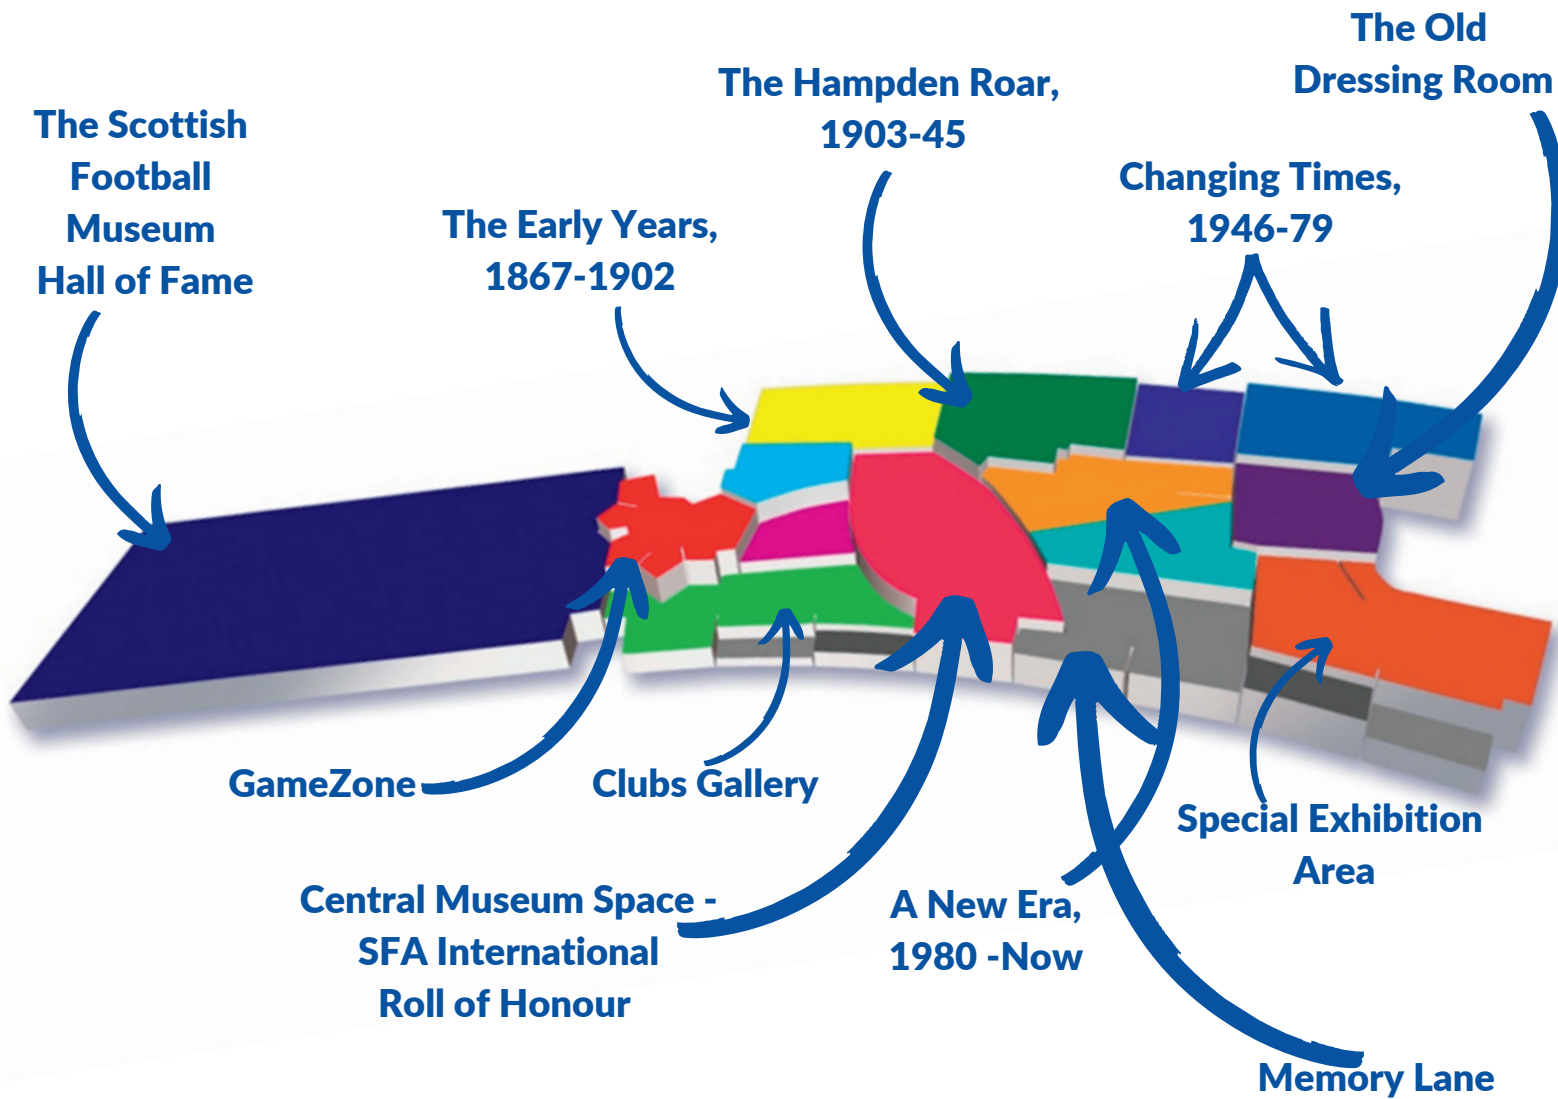 The Old
Dressing Room
The Hampden Roar,
1903-45
The Scottish
Football
Museum
Hall of Fame
Changing Times,
1946-79
The Early Years,
1867-1902
GameZone
Clubs Gallery
Special Exhibition
Area
Central Museum Space -
SFA International
Roll of Honour
A New Era,
1980 -Now
Memory Lane